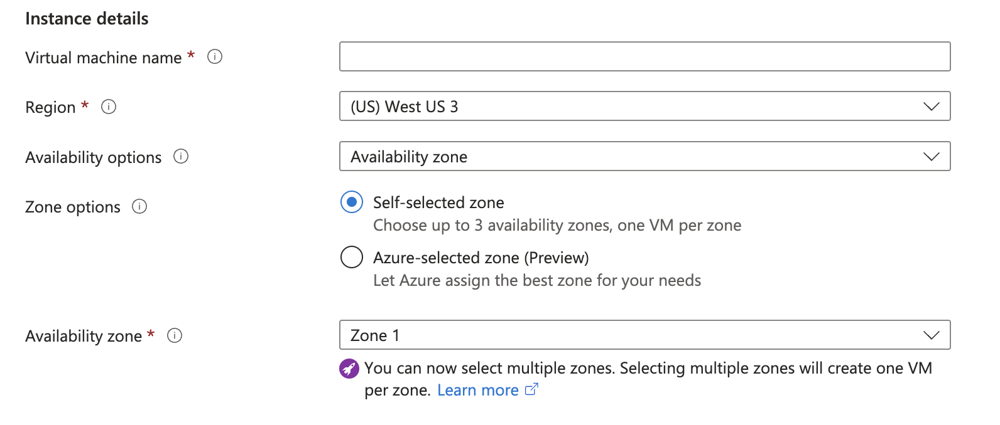 Instance details
Virtual machine name *
Region *
(US) West US 3
Availability options
Availability zone
Zone options
Self-selected zone
Choose up to 3 availability zones, one VM per zone
Azure-selected zone (Preview)
Let Azure assign the best zone for your needs
Availability zone *
Zone 1
You can now select multiple zones. Selecting multiple zones will create one VM
per zone. Learn more